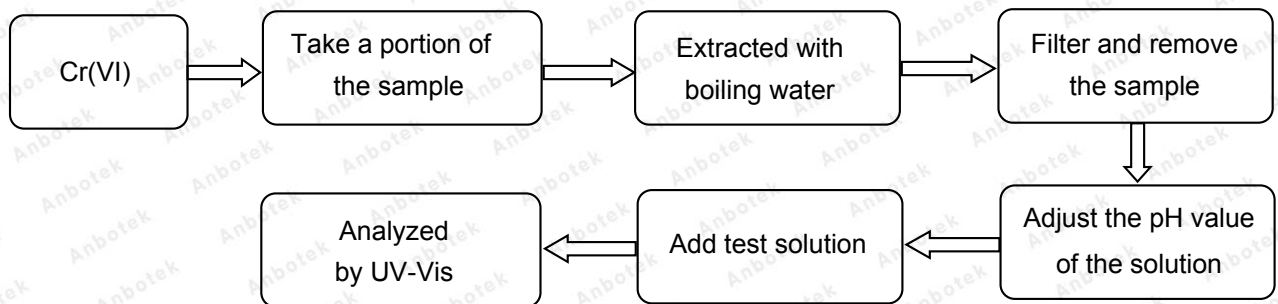 Cr(VI)
Take a portion of
the sample
Extracted with
boiling water
Filter and remove
the sample
Adjust the pH value
of the solution
Add test solution
Analyzed
by UV-Vis
Anbotek